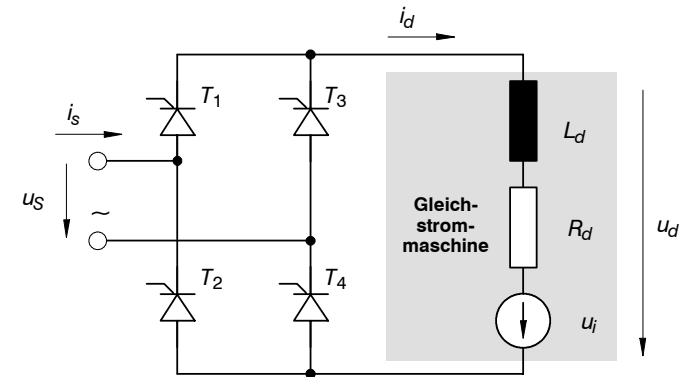 i_d
T_1
T_3
i_s
L_d
u_S
~
Gleich-
strom-
maschine
R_d
u_d
T_2
T_4
u_i